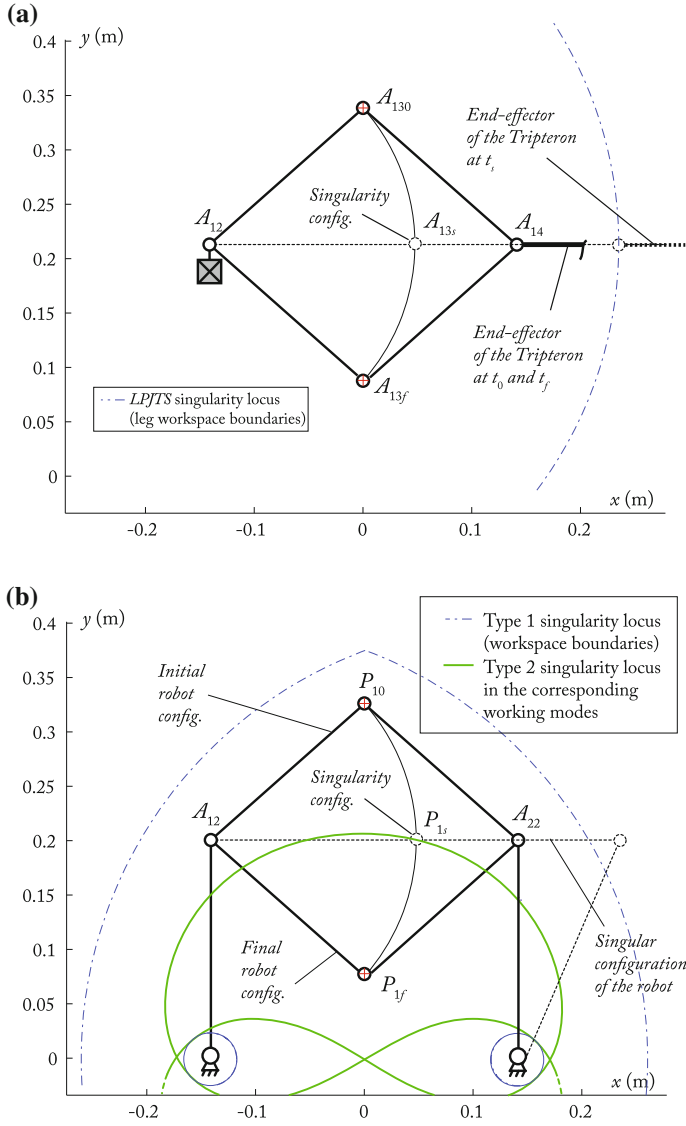 (a)
y (m)
0.4
0.35
0.3
0.25
0.2
0.15
0.1
0.05
0
A130
End-effector
of the Tripteron
at ts
Singularity
config.
A12
A13s
A14
End-effector
of the Tripteron
at t0 and tf
A13f
LPJTS singularity locus
(leg workspace boundaries)
x (m)
-0.2
-0.1
0
0.1
0.2
(b)
y (m)
0.4
0.35
0.3
0.25
0.2
0.15
0.1
0.05
0
Type 1 singularity locus
(workspace boundaries)
Type 2 singularity locus
in the corresponding
working modes
Initial
robot
config.
P10
Singularity
config.
A12
P1s
A22
Final
robot
config.
P1f
Singular
configuration
of the robot
x (m)
-0.2
-0.1
0
0.1
0.2